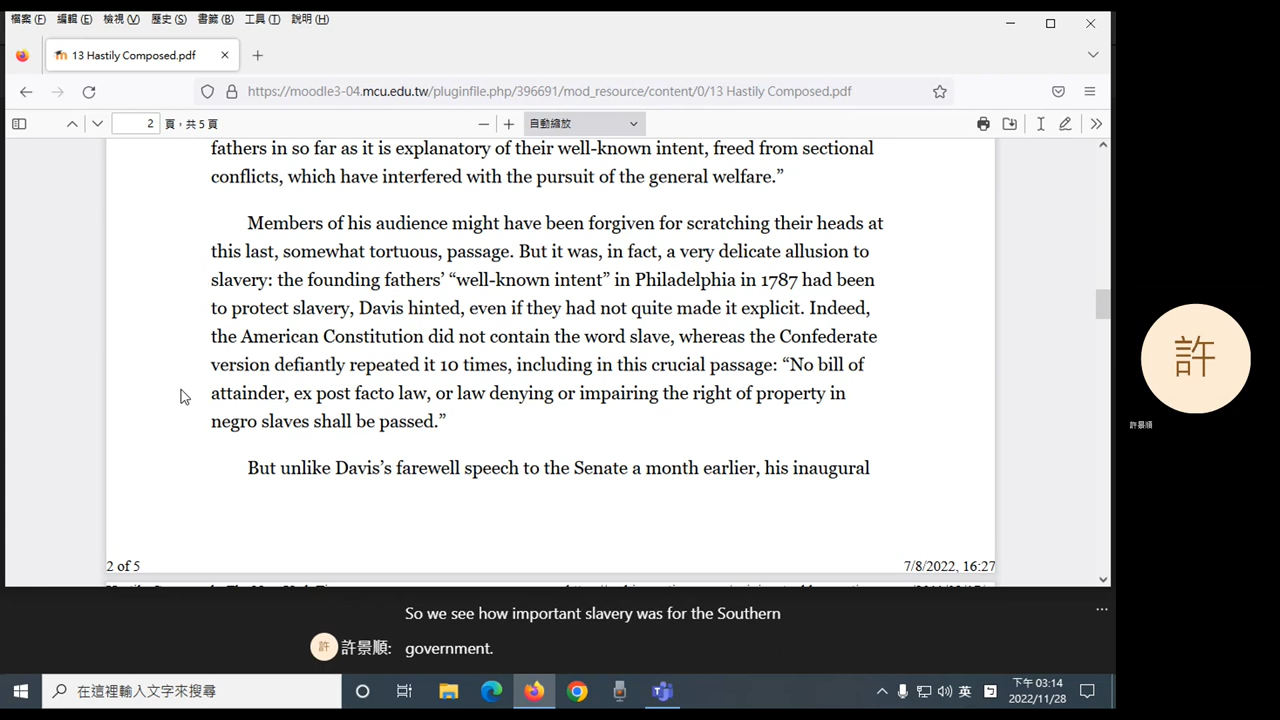 檔案 (F) 編輯 (E) 檢視 (V) 歷史 (S) 書籤 (B) 工具 (T) 說明 (H)
13 Hastily Composed.pdf
https://moodle3-04.mcu.edu.tw/pluginfile.php/396691/mod_resource/content/0/13 Hastily Composed.pdf
2 頁，共 5 頁
自動縮放
fathers in so far as it is explanatory of their well-known intent, freed from sectional
conflicts, which have interfered with the pursuit of the general welfare.”
Members of his audience might have been forgiven for scratching their heads at
this last, somewhat tortuous, passage. But it was, in fact, a very delicate allusion to
slavery: the founding fathers’ “well-known intent” in Philadelphia in 1787 had been
to protect slavery, Davis hinted, even if they had not quite made it explicit. Indeed,
the American Constitution did not contain the word slave, whereas the Confederate
version defiantly repeated it 10 times, including in this crucial passage: “No bill of
attainder, ex post facto law, or law denying or impairing the right of property in
negro slaves shall be passed.”
But unlike Davis’s farewell speech to the Senate a month earlier, his inaugural
2 of 5
7/8/2022, 16:27
許
許景順
So we see how important slavery was for the Southern
許 許景順: government.
在這裡輸入文字來搜尋
英
下午 03:14
2022/11/28